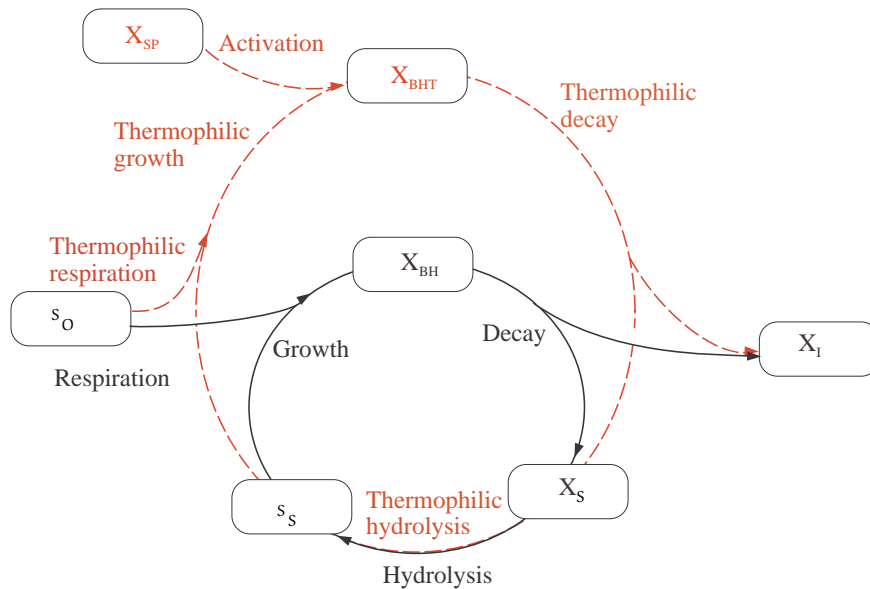 X_SP
Activation
X_BHT
Thermophilic
decay
Thermophilic
growth
Thermophilic
respiration
X_BH
s_O
Growth
Decay
X_I
Respiration
s_S
Thermophilic
hydrolysis
X_S
Hydrolysis